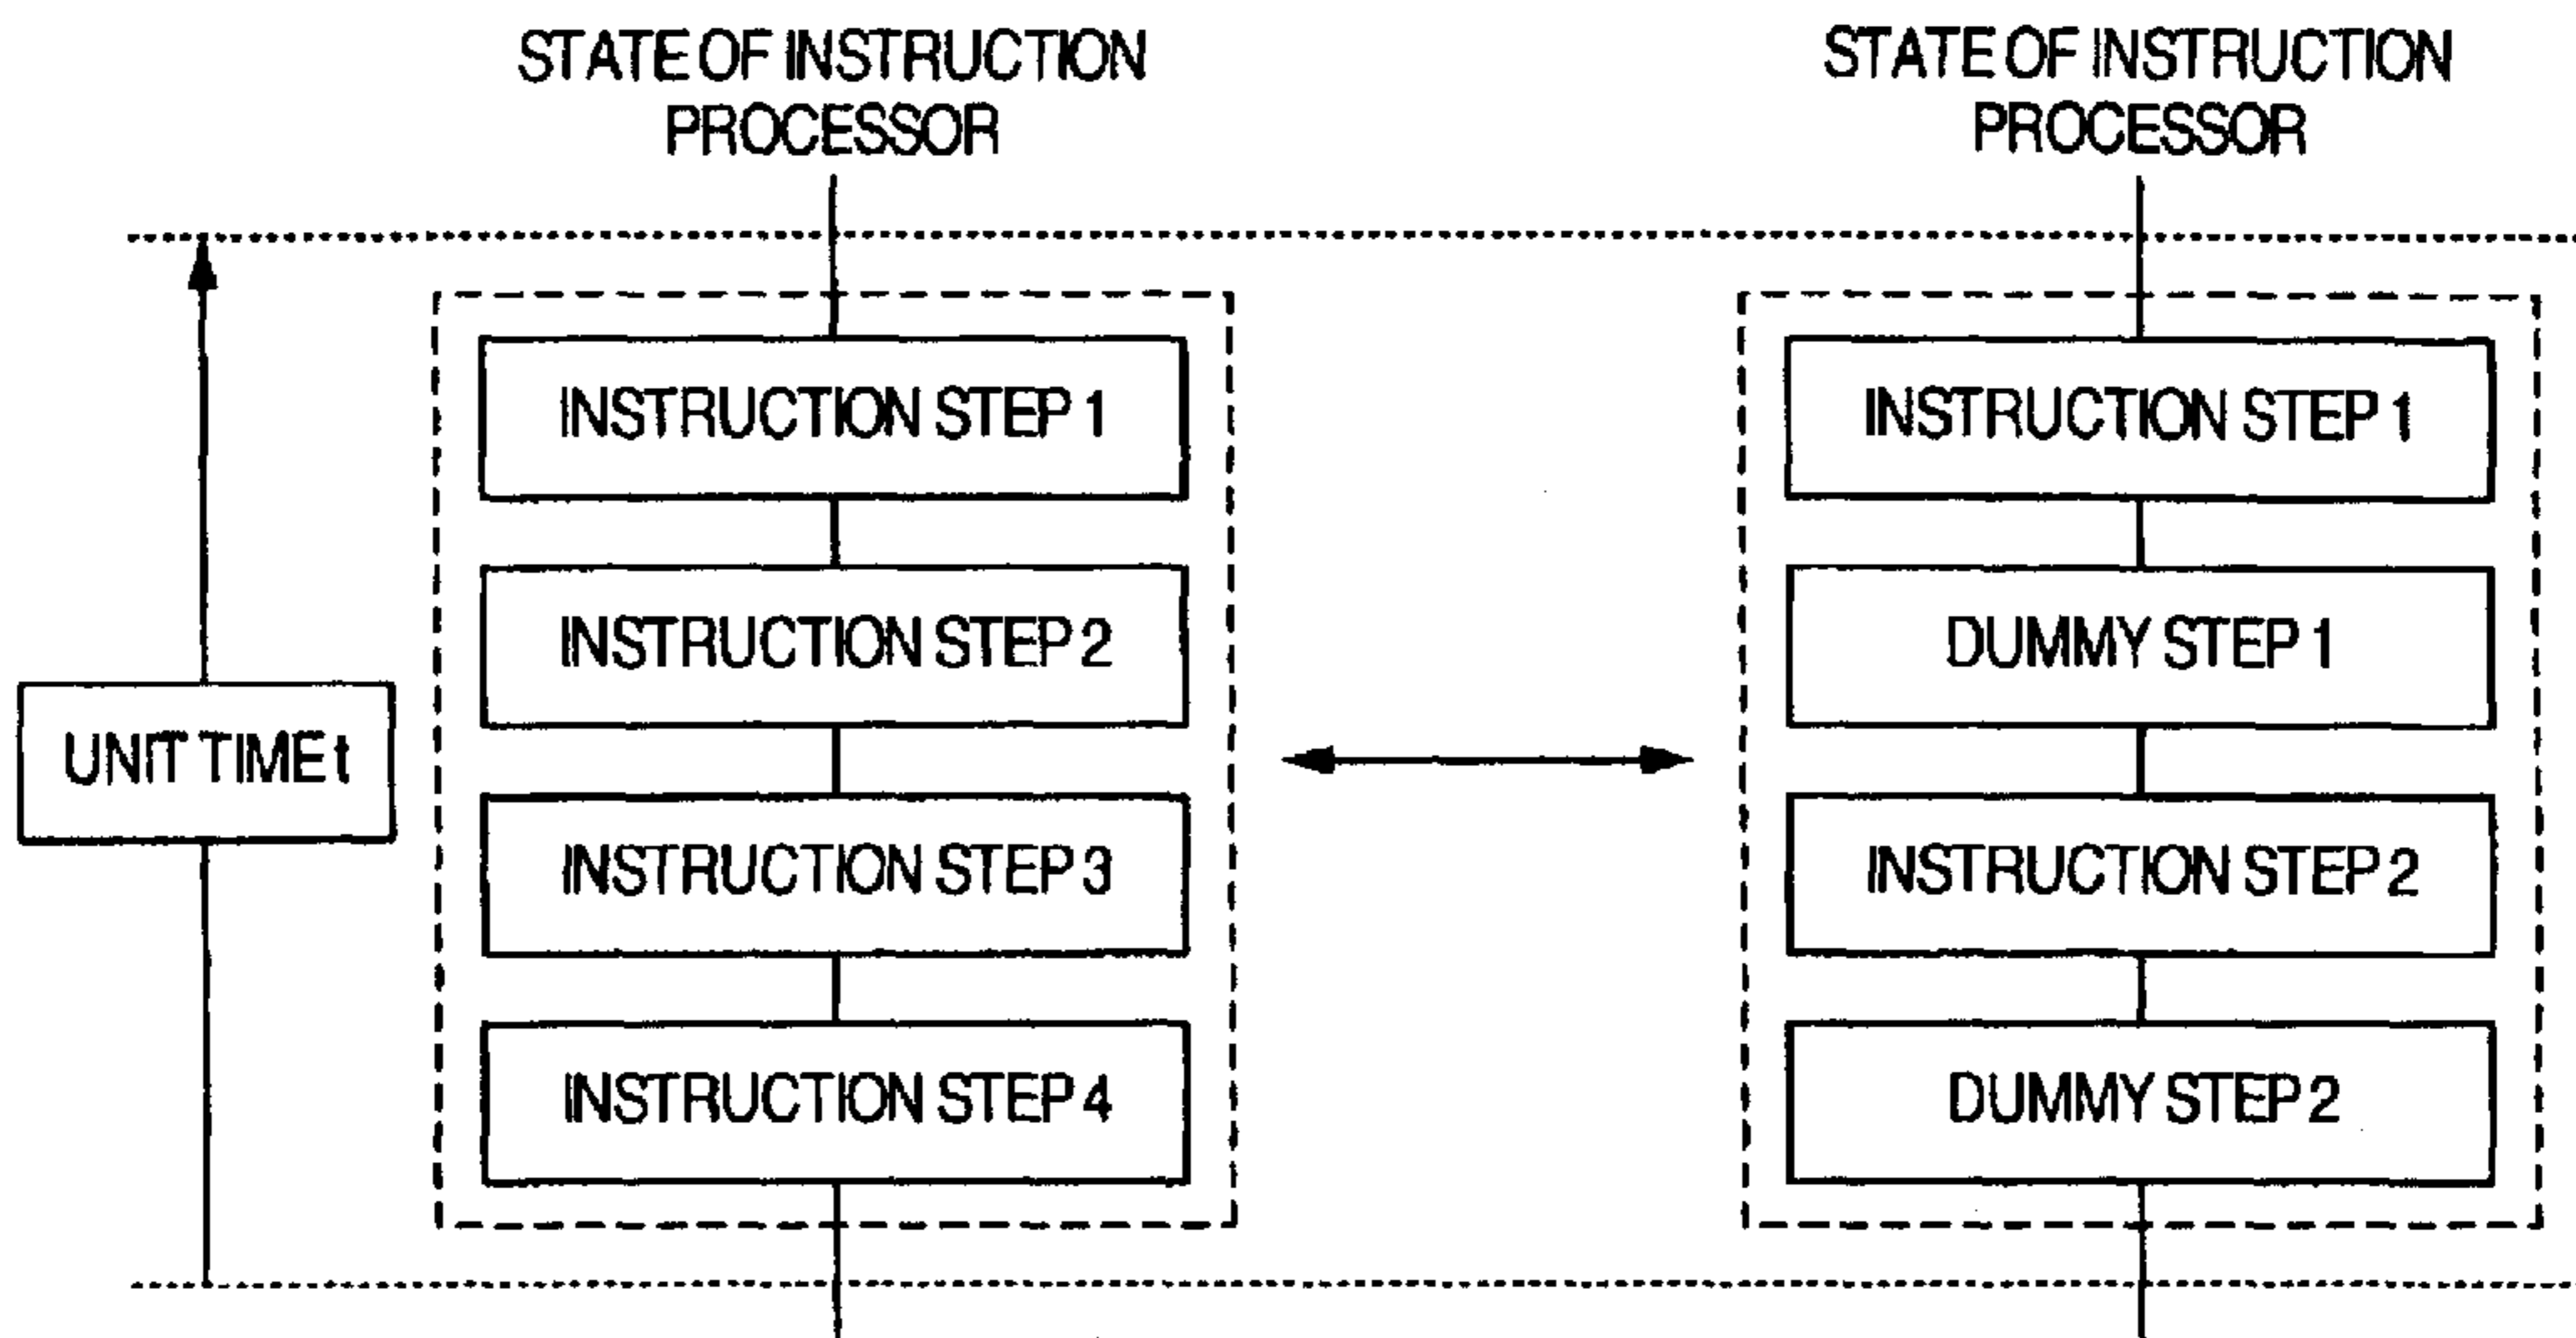 STATE OF INSTRUCTION
PROCESSOR
STATE OF INSTRUCTION
PROCESSOR
UNIT TIME t
INSTRUCTION STEP 1
INSTRUCTION STEP 2
INSTRUCTION STEP 3
INSTRUCTION STEP 4
INSTRUCTION STEP 1
DUMMY STEP 1
INSTRUCTION STEP 2
DUMMY STEP 2